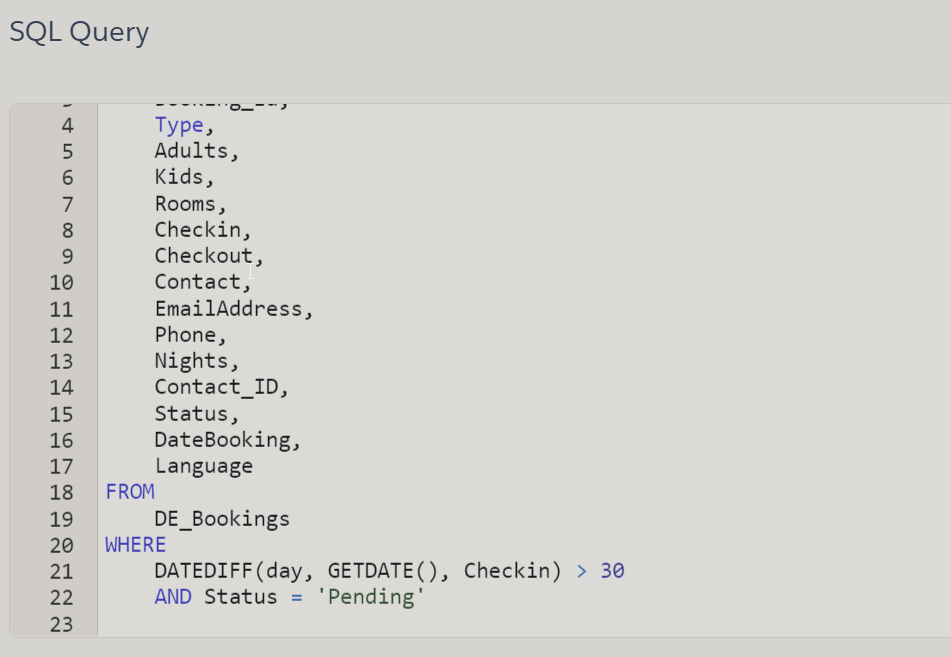 SQL Query
3 Booking_Id,
4 Type,
5 Adults,
6 Kids,
7 Rooms,
8 Checkin,
9 Checkout,
10 Contact,
11 EmailAddress,
12 Phone,
13 Nights,
14 Contact_ID,
15 Status,
16 DateBooking,
17 Language
18 FROM
19 DE_Bookings
20 WHERE
21 DATEDIFF(day, GETDATE(), Checkin) > 30
22 AND Status = 'Pending'
23